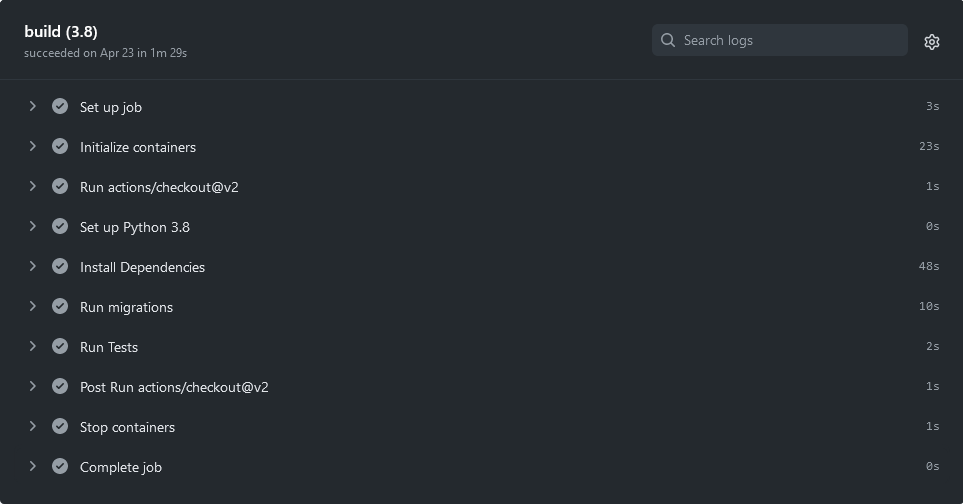 build (3.8)
succeeded on Apr 23 in 1m 29s
Search logs
Set up job 3s
Initialize containers 23s
Run actions/checkout@v2 1s
Set up Python 3.8 0s
Install Dependencies 48s
Run migrations 10s
Run Tests 2s
Post Run actions/checkout@v2 1s
Stop containers 1s
Complete job 0s